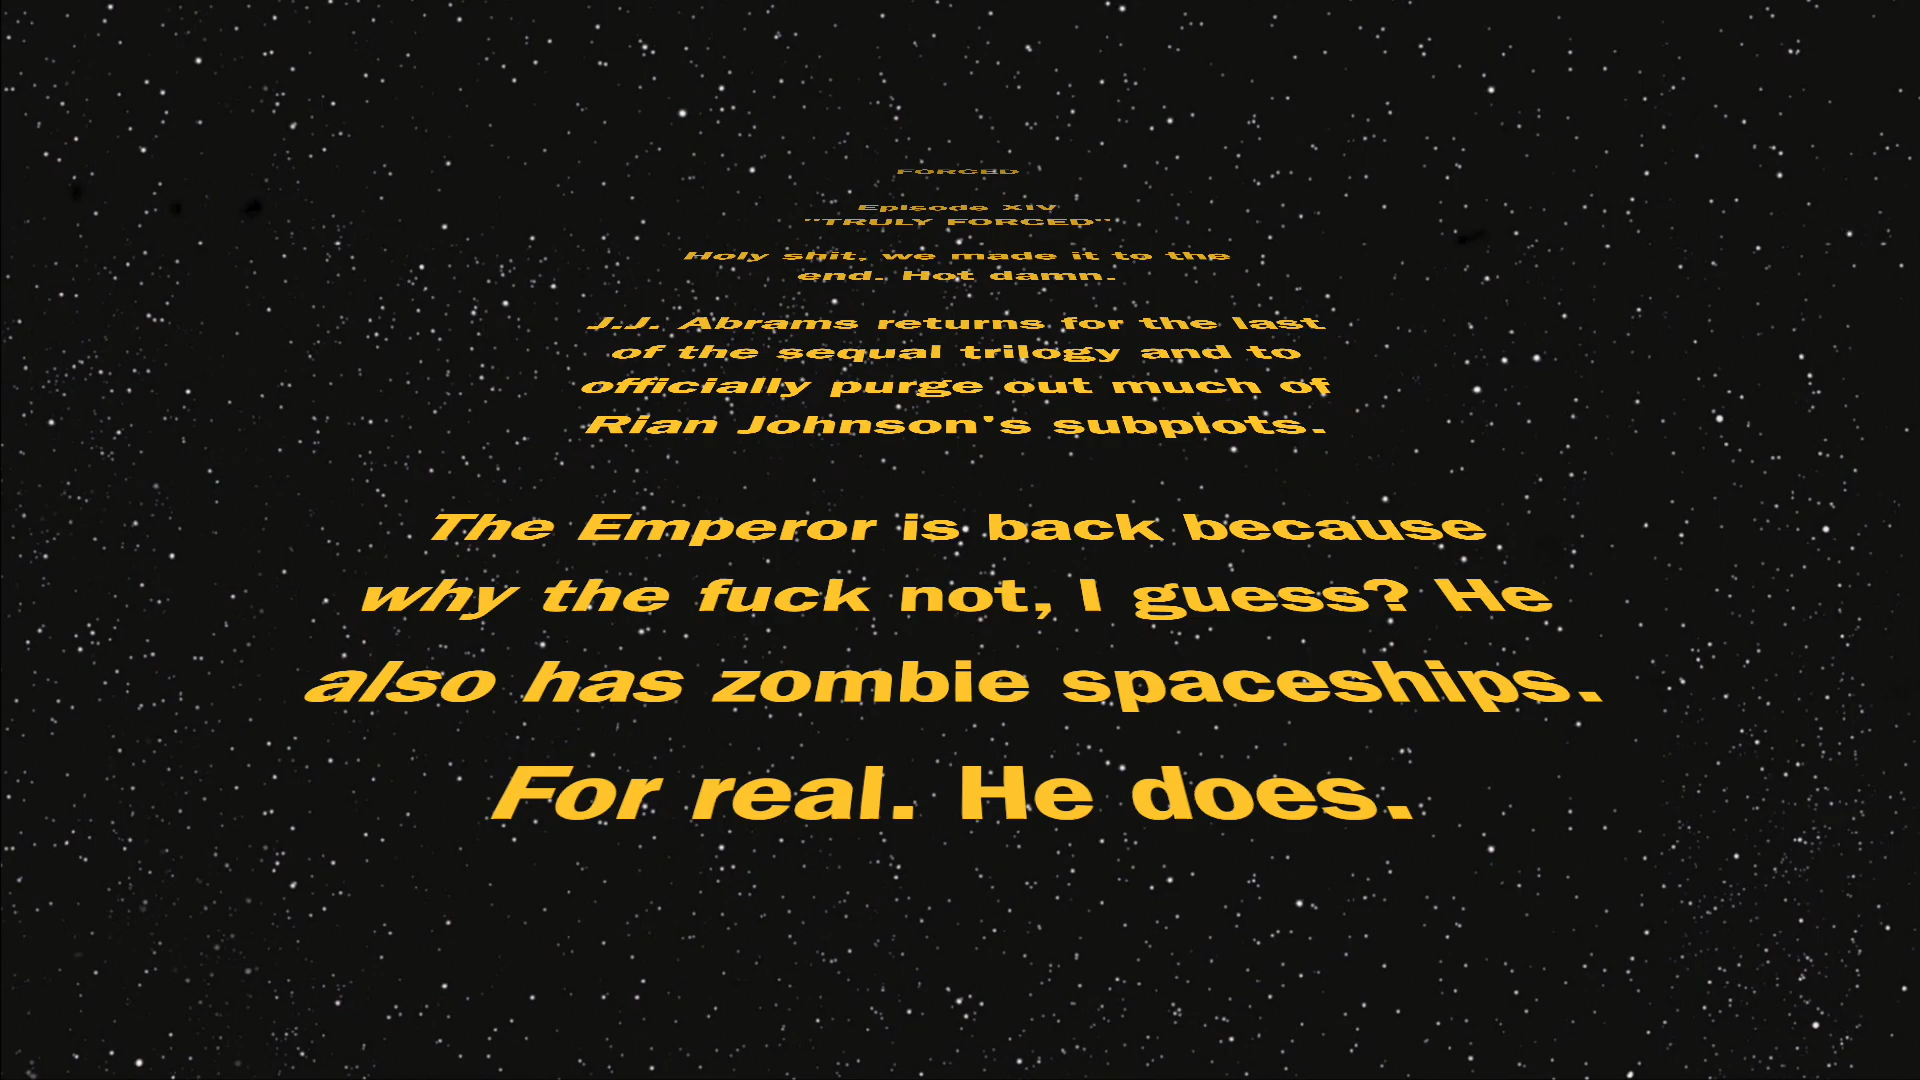 FORCED
Episode XIV
"TRULY FORCED"
Holy shit, we made it to the
end. Hot damn.
J.J. Abrams returns for the last
of the sequal trilogy and to
officially purge out much of
Rian Johnson's subplots.
The Emperor is back because
why the fuck not, I guess? He
also has zombie spaceships.
For real. He does.